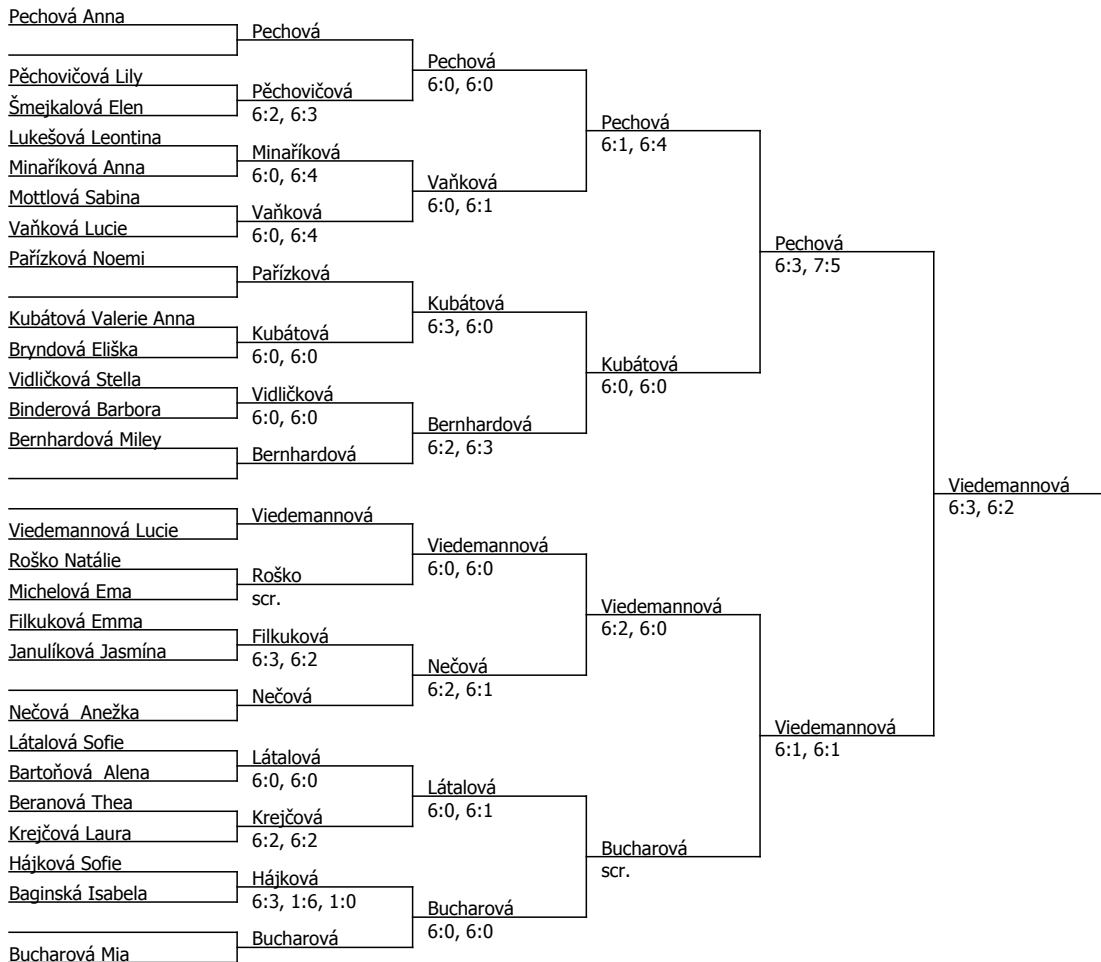 Pechová Anna
Pěchovičová Lily
Šmejkalová Elen
Lukešová Leontina
Minaříková Anna
Mottlová Sabina
Vaňková Lucie
Pařízková Noemi
Kubátová Valerie Anna
Bryndová Eliška
Vidličková Stella
Binderová Barbora
Bernhardová Miley
Viedemannová Lucie
Roško Natálie
Michelová Ema
Filkuková Emma
Janulíková Jasmína
Nečová  Anežka
Látalová Sofie
Bartoňová  Alena
Beranová Thea
Krejčová Laura
Hájková Sofie
Baginská Isabela
Bucharová Mia
Pechová
Pěchovičová
6:2, 6:3
Minaříková
6:0, 6:4
Vaňková
6:0, 6:4
Pařízková
Kubátová
6:0, 6:0
Vidličková
6:0, 6:0
Bernhardová
Viedemannová
Roško
scr.
Filkuková
6:3, 6:2
Nečová
Látalová
6:0, 6:0
Krejčová
6:2, 6:2
Hájková
6:3, 1:6, 1:0
Bucharová
Pechová
6:0, 6:0
Vaňková
6:0, 6:1
Kubátová
6:3, 6:0
Bernhardová
6:2, 6:3
Viedemannová
6:0, 6:0
Nečová
6:2, 6:1
Látalová
6:0, 6:1
Bucharová
6:0, 6:0
Pechová
6:1, 6:4
Kubátová
6:0, 6:0
Viedemannová
6:2, 6:0
Bucharová
scr.
Pechová
6:3, 7:5
Viedemannová
6:1, 6:1
Viedemannová
6:3, 6:2